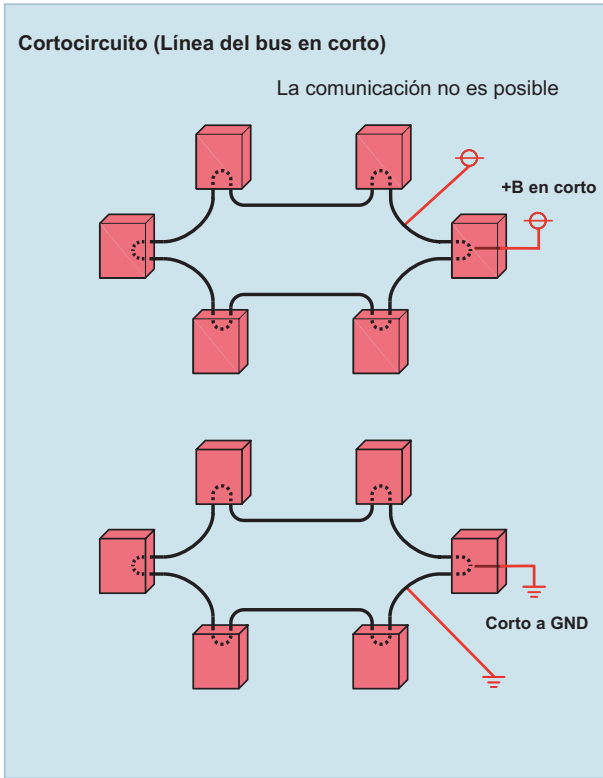 Cortocircuito (Línea del bus en corto)
La comunicación no es posible
+B en corto
Corto a GND